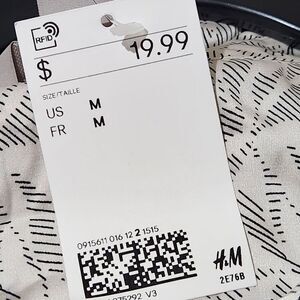 RFID
$ 19.99
SIZE/TAILLE
US M
FR M
0915611 016 12 2 1515
H&M
2E76B
V3